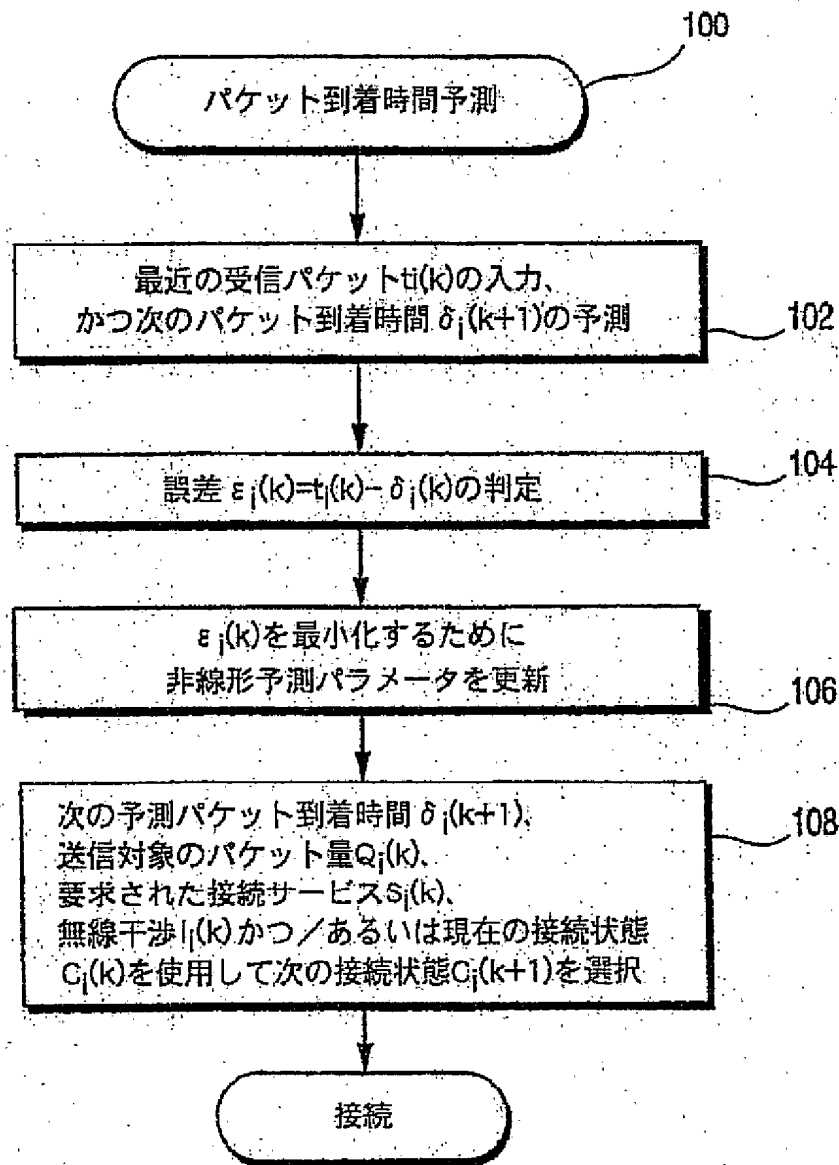 100
パケット到着時間予測
最近の受信パケットti(k)の入力、
かつ次のパケット到着時間 δi(k+1)の予測
102
誤差 εi(k)=ti(k)-δi(k)の判定
104
εi(k)を最小化するために
非線形予測パラメータを更新
106
次の予測パケット到着時間 δi(k+1)、
送信対象のパケット量Qi(k)、
要求された接続サービスSi(k)、
無線干渉Ii(k) かつ／あるいは現在の接続状態
Ci(k)を使用して次の接続状態Ci(k+1)を選択
108
接続